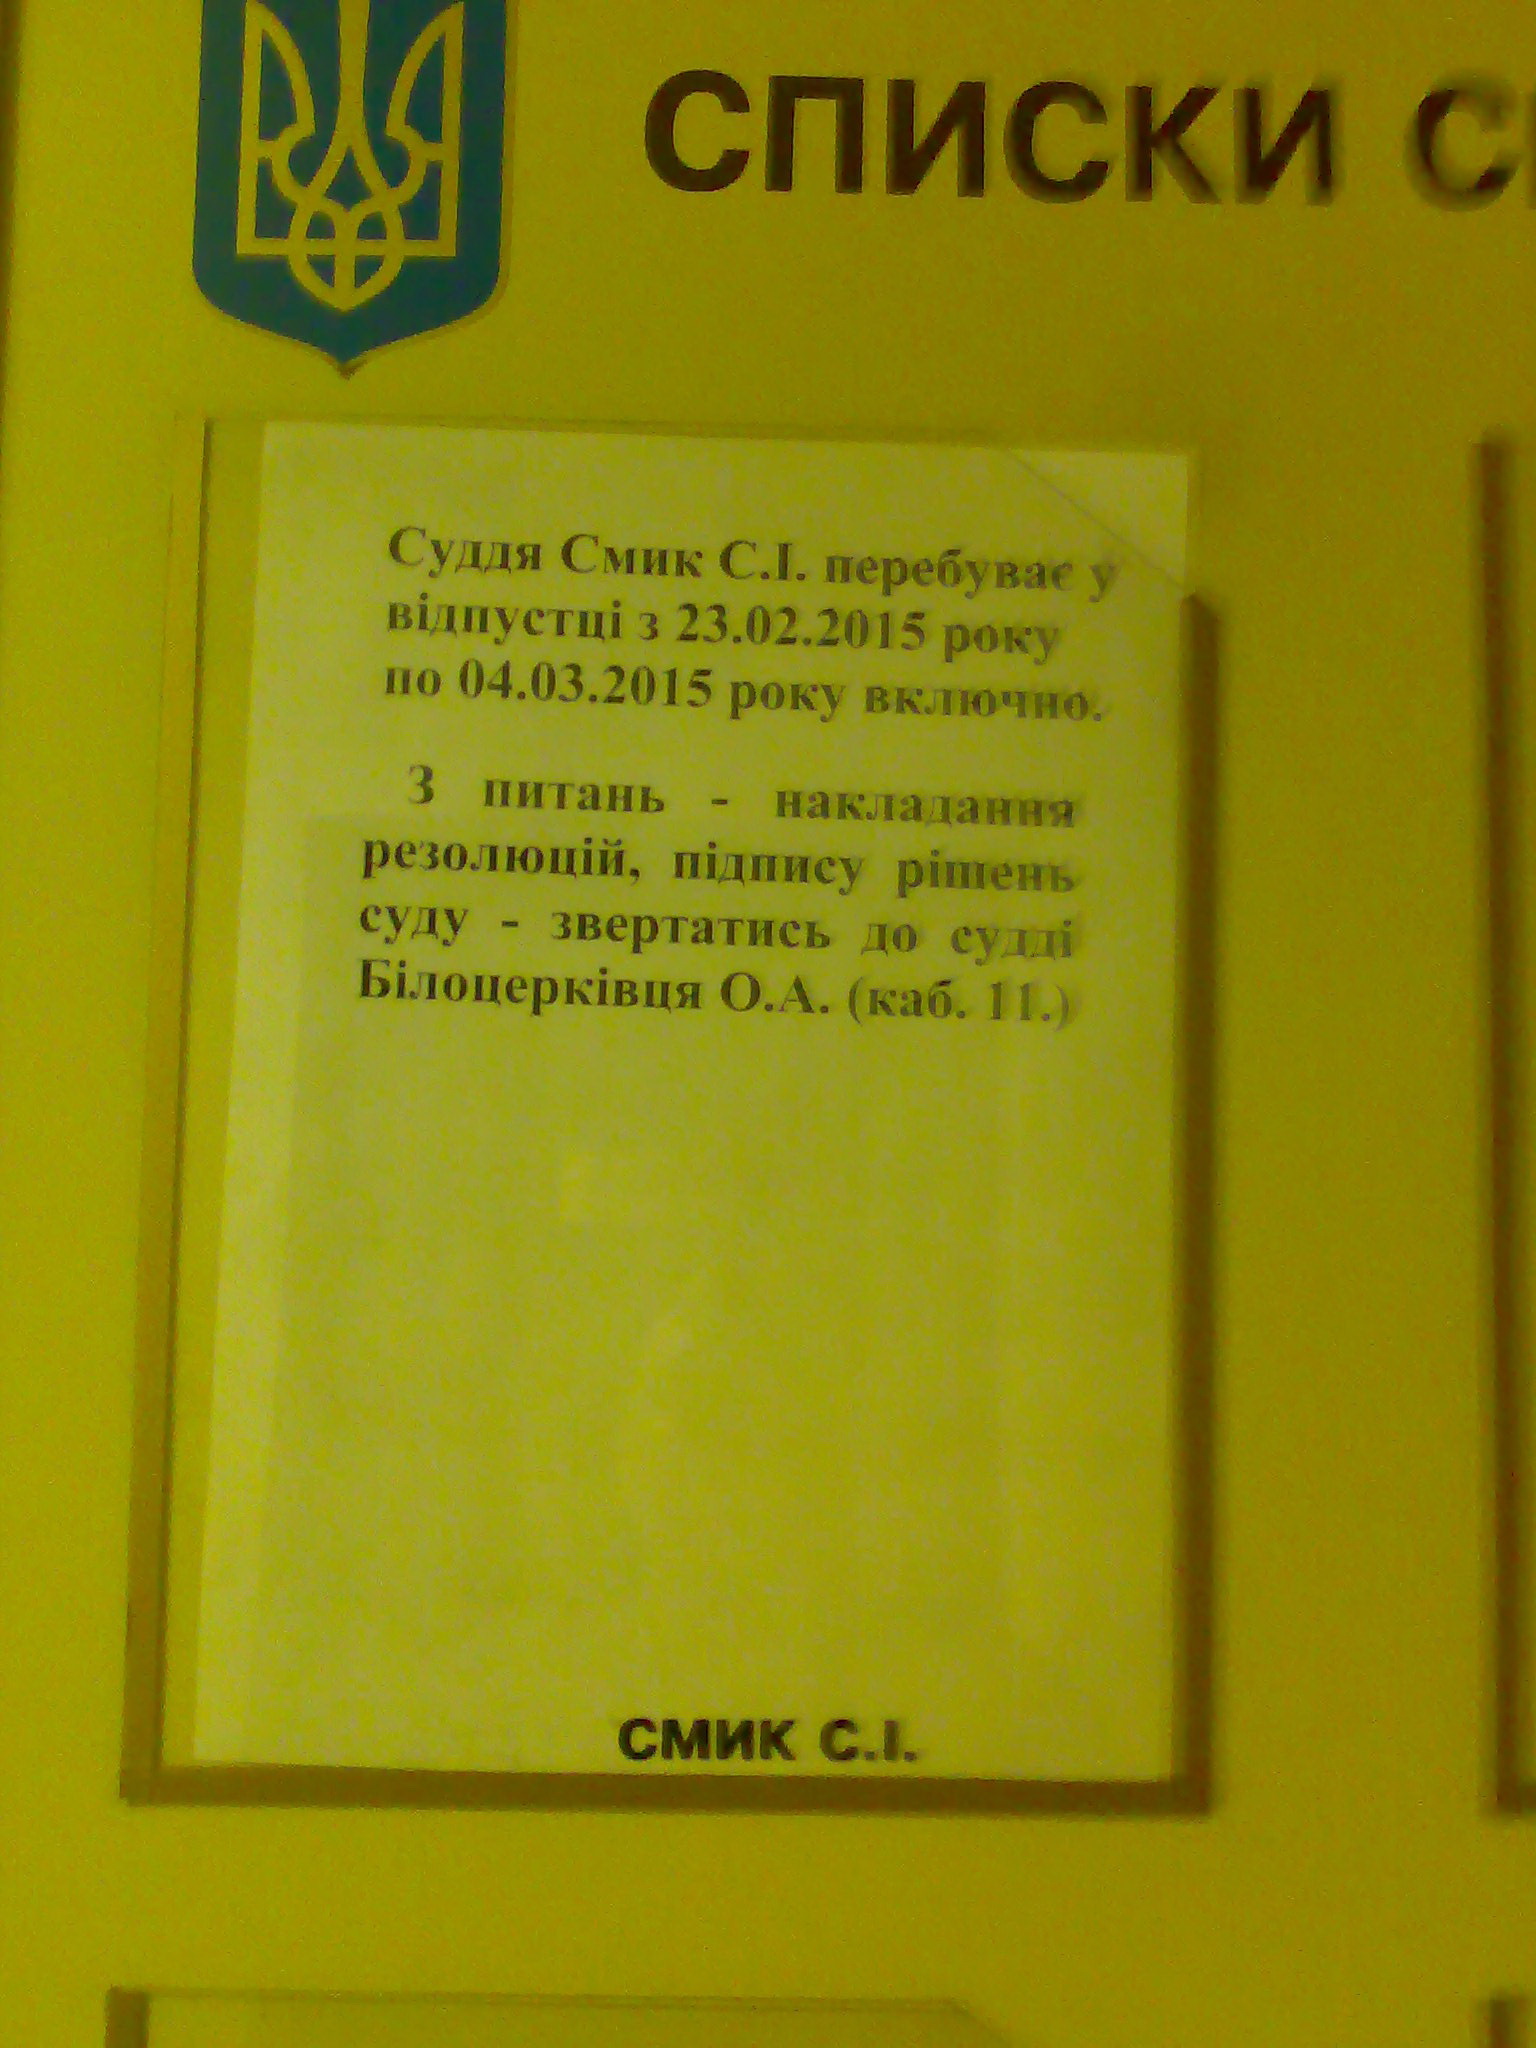 СПИСКИ
Суддя Смик С.І. перебуває у
відпустці з 23.02.2015 року
по 04.03.2015 року включно.
З питань - накладання
резолюцій, підпису рішень
суду - звертатись до судді
Білоцерківця О.А. (каб. 11.)
СМИК С.І.